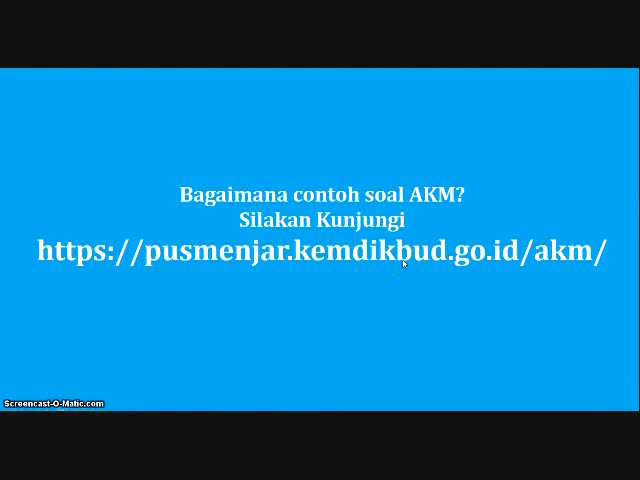 Bagaimana contoh soal AKM?
Silakan Kunjungi
https://pusmenjar.kemdikbud.go.id/akm/
Screencast-O-Matic.com